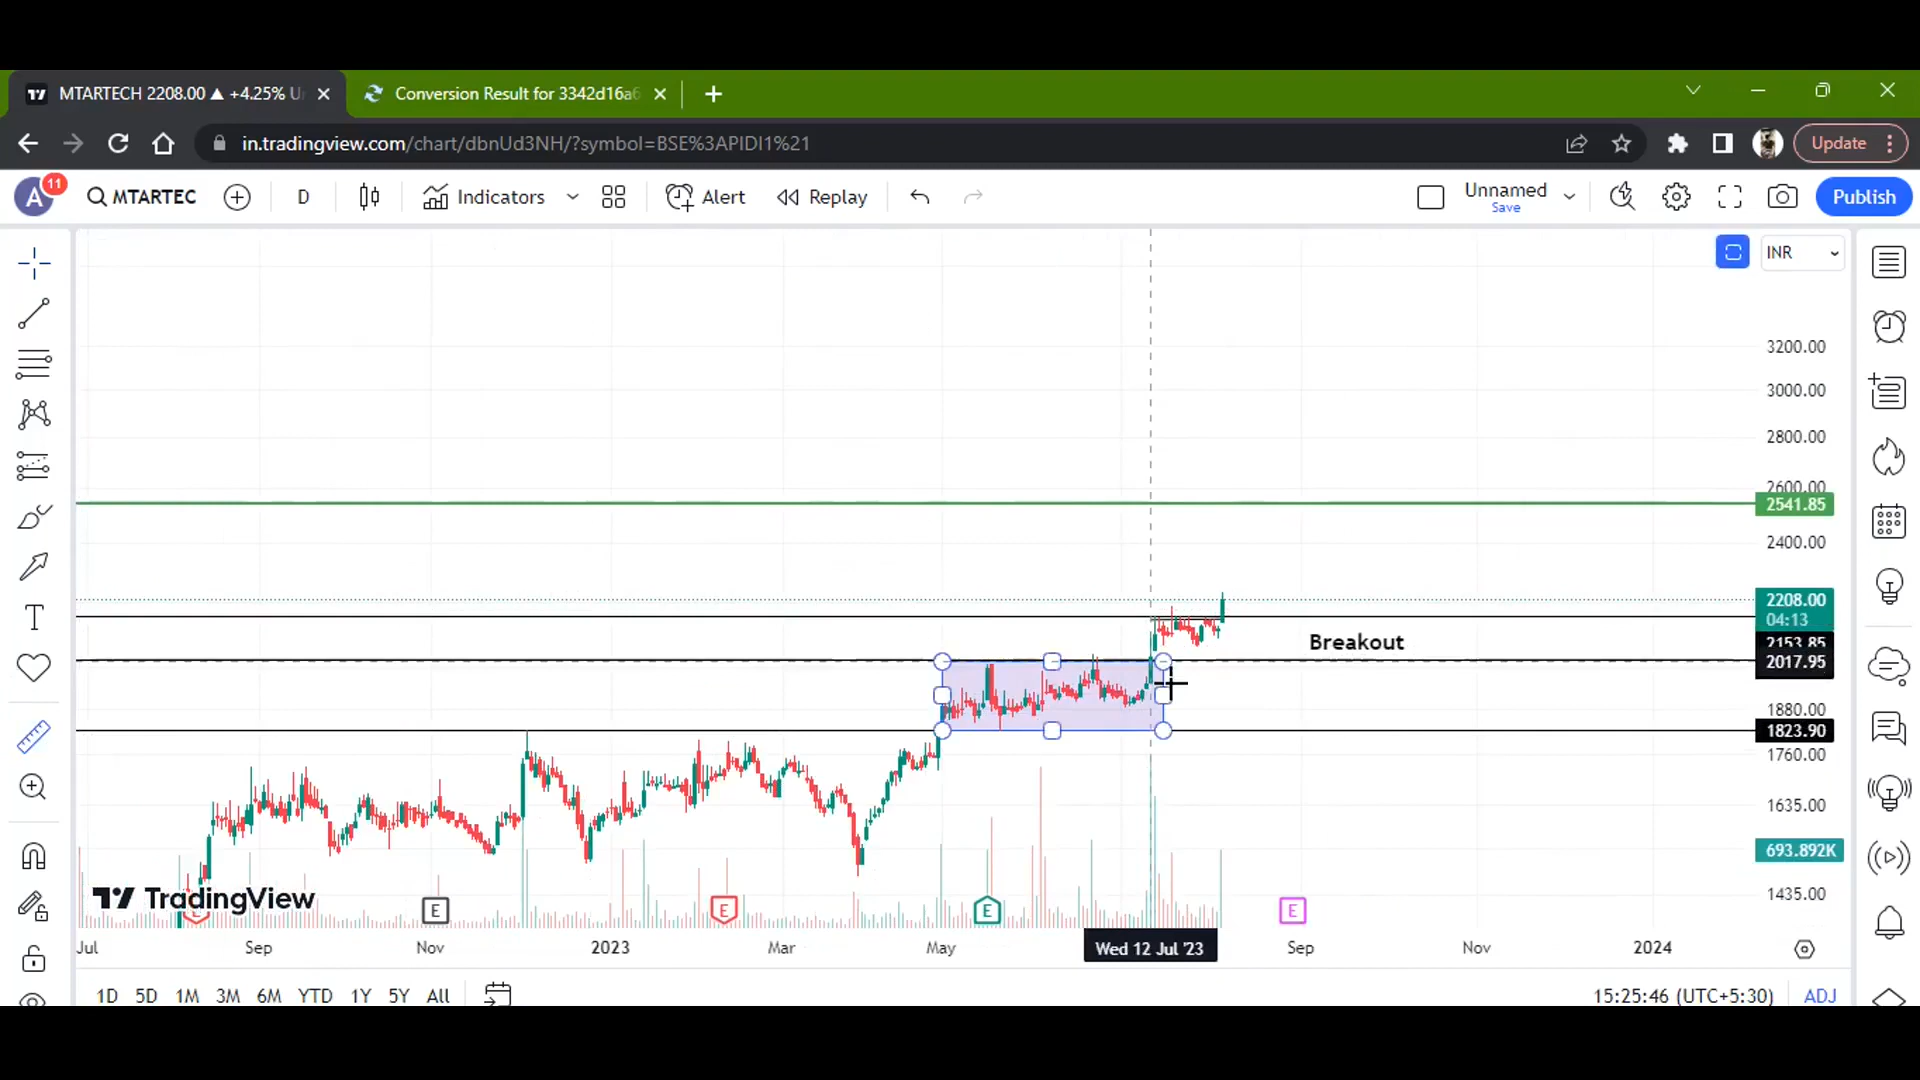 MTARTECH 2208.00 ▲ +4.25% U
Conversion Result for 3342d16a6
in.tradingview.com/chart/dbnUd3NH/?symbol=BSE%3APIDI1%21
Update
A
11
MTARTEC
D
Indicators
Alert
Replay
Unnamed
Save
Publish
INR
3200.00
3000.00
2800.00
2600.00
2541.85
2400.00
2208.00
04:13
2153.85
Breakout
2017.95
1880.00
1823.90
1760.00
1635.00
693.892K
1435.00
TradingView
E
E
E
E
E
Jul
Sep
Nov
2023
Mar
May
Wed 12 Jul '23
Sep
Nov
2024
1D
5D
1M
3M
6M
YTD
1Y
5Y
All
15:25:46 (UTC+5:30)
ADJ